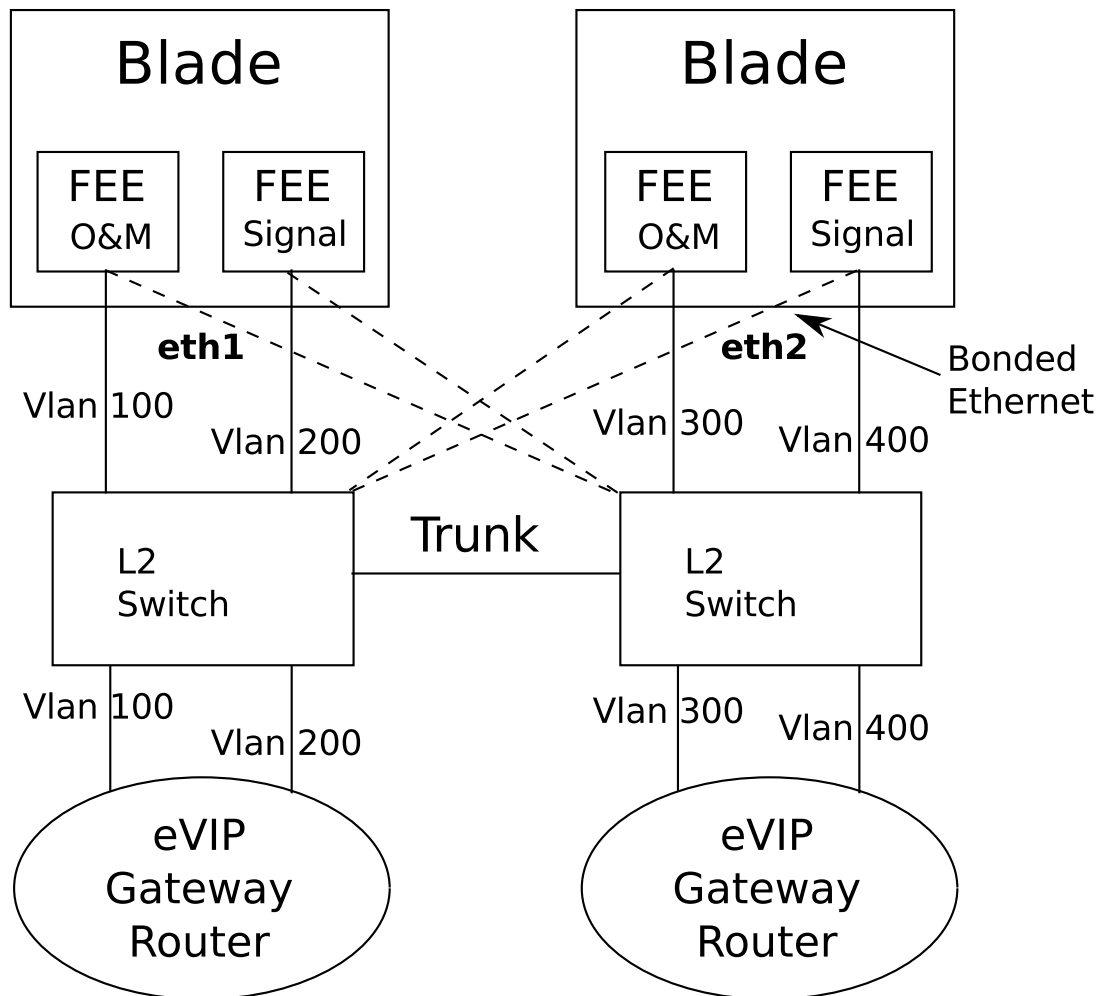 Blade
Blade
FEE
O&M
FEE
Signal
FEE
O&M
FEE
Signal
eth1
eth2
Bonded
Ethernet
Vlan 100
Vlan 200
Vlan 300
Vlan 400
Trunk
L2
Switch
L2
Switch
Vlan 100
Vlan 200
Vlan 300
Vlan 400
eVIP
Gateway
Router
eVIP
Gateway
Router